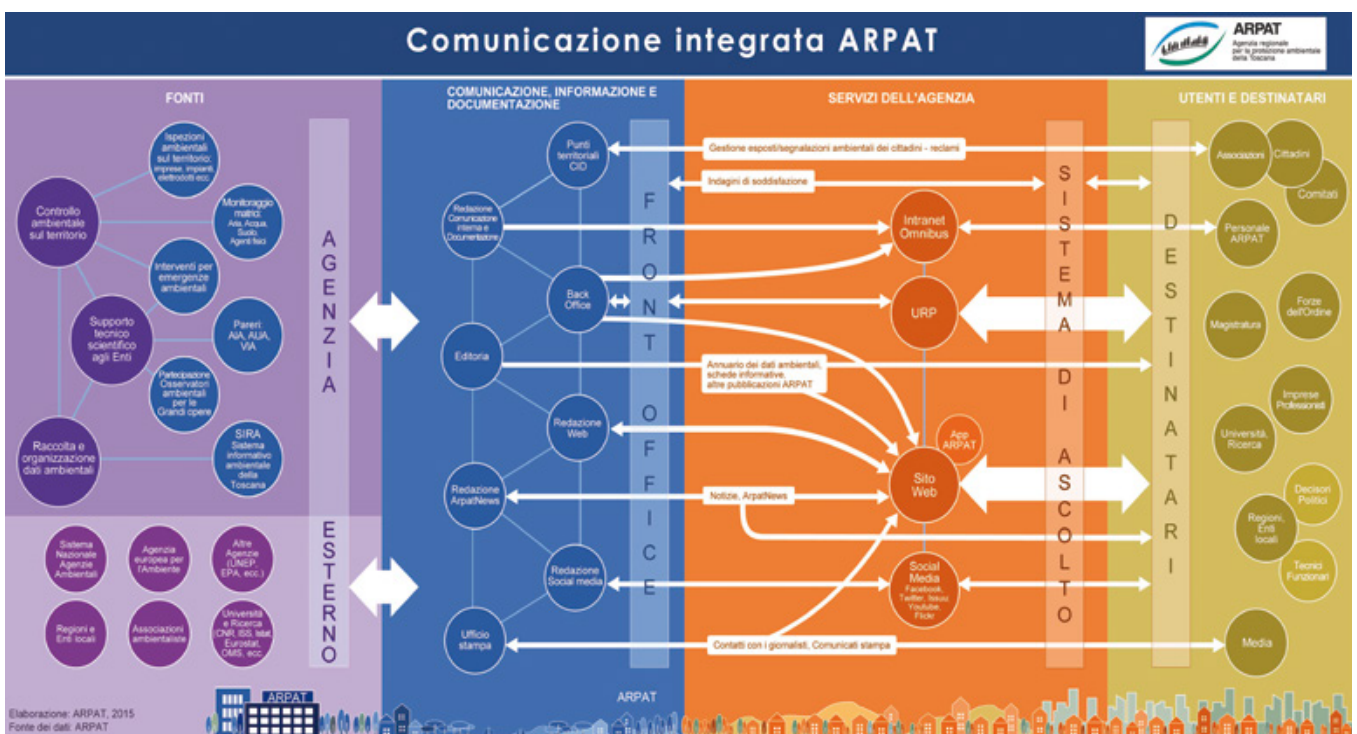 Comunicazione integrata ARPAT
ARPAT
Agenzia regionale
per la protezione ambientale
della Toscana
FONTI
Ispezioni
ambientali
sul territorio:
imprese, impianti,
elettrodotti ecc.
Controllo
ambientale
sul territorio
Monitoraggio
matrici:
Aria, Acqua,
Suolo,
Agenti fisici
Interventi per
emergenze
ambientali
Supporto
tecnico
scientifico
agli Enti
Pareri:
AIA, AUA,
VIA
Partecipazione
Osservatori
ambientali
per le
Grandi opere
Raccolta e
organizzazione
dati ambientali
SIRA
Sistema
informativo
ambientale
della
Toscana
AGENZIA
Sistema
Nazionale
Agenzie
Ambientali
Agenzia
europea per
l'Ambiente
Altre
Agenzie
(UNEP,
EPA, ecc.)
Regioni e
Enti locali
Associazioni
ambientaliste
Università
e Ricerca
(CNR, ISS, Istat,
Eurostat,
OMS, ecc.
ESTERNO
COMUNICAZIONE, INFORMAZIONE E
DOCUMENTAZIONE
Punti
territoriali
CID
Redazione
Comunicazione
interna e
Documentazione
Back
Office
Editoria
Redazione
Web
Redazione
ArpatNews
Redazione
Social media
Ufficio
stampa
FRONT OFFICE
SERVIZI DELL'AGENZIA
Gestione esposti/segnalazioni ambientali dei cittadini - reclami
Indagini di soddisfazione
Intranet
Omnibus
URP
Annuario dei dati ambientali,
schede informative,
altre pubblicazioni ARPAT
App
ARPAT
Sito
Web
Notizie, ArpatNews
Social
Media
Facebook,
Twitter, Issuu,
Youtube,
Flickr
Contatti con i giornalisti, Comunicati stampa
SISTEMA DI ASCOLTO
UTENTI E DESTINATARI
DESTINATARI
Associazioni
Cittadini
Comitati
Personale
ARPAT
Magistratura
Forze
dell'Ordine
Imprese
Professionisti
Università,
Ricerca
Decisori
Politici
Regioni,
Enti
locali
Tecnici
Funzionari
Media
Elaborazione: ARPAT, 2015
Fonte dei dati: ARPAT
ARPAT
ARPAT